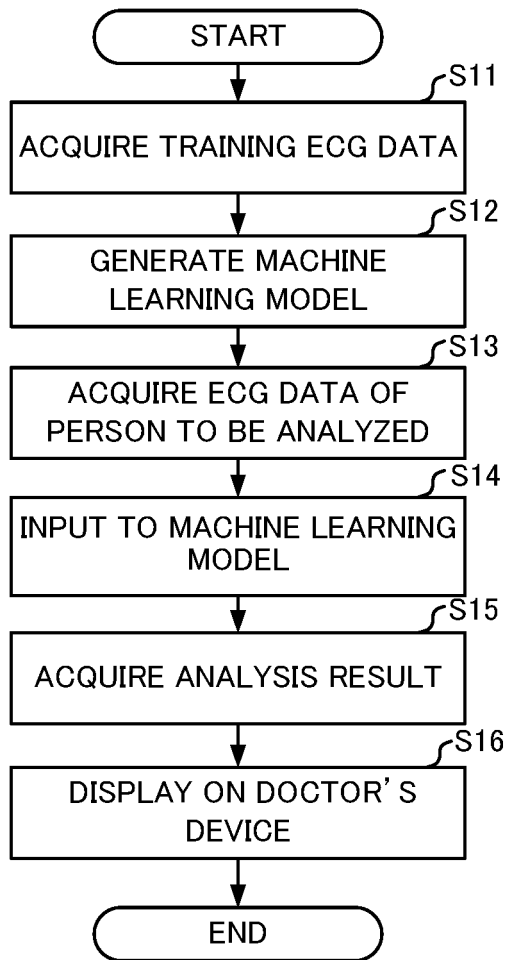 START
S11
ACQUIRE TRAINING ECG DATA
S12
GENERATE MACHINE
LEARNING MODEL
S13
ACQUIRE ECG DATA OF
PERSON TO BE ANALYZED
S14
INPUT TO MACHINE LEARNING
MODEL
S15
ACQUIRE ANALYSIS RESULT
S16
DISPLAY ON DOCTOR'S
DEVICE
END